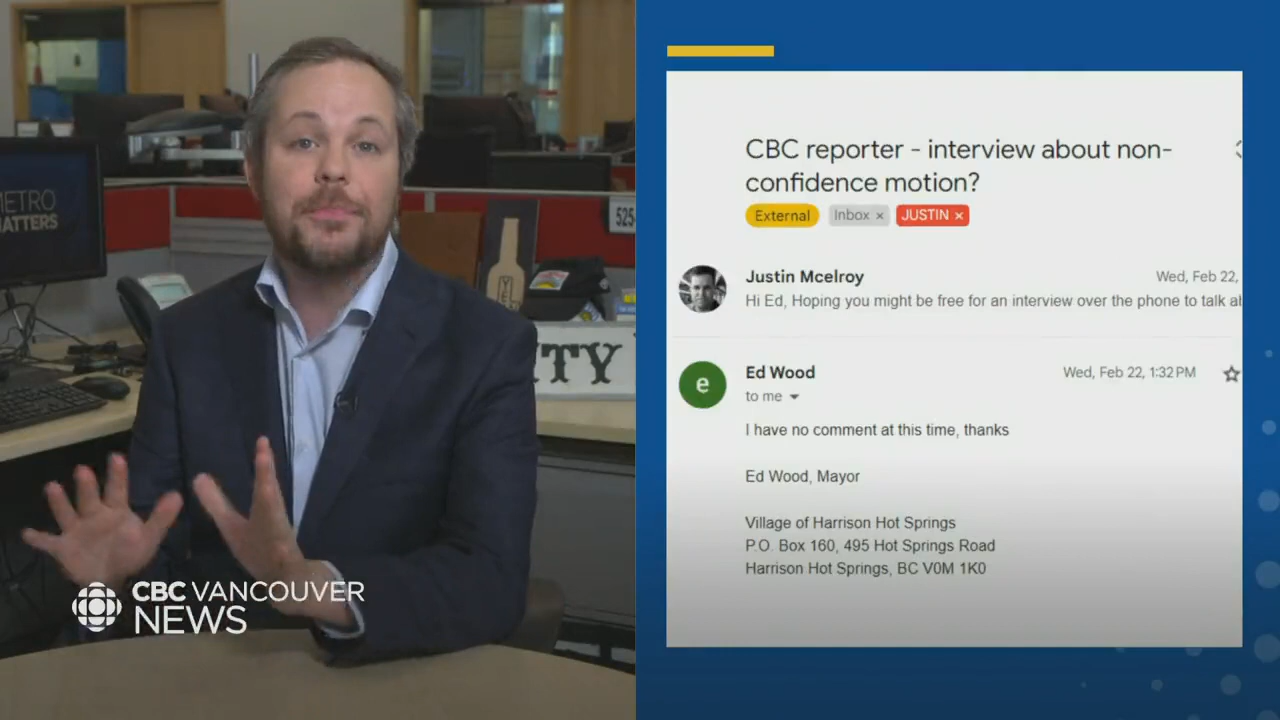 METRO
MATTERS
525
ITY
CBC VANCOUVER
NEWS
CBC reporter - interview about non-
confidence motion?
External
Inbox ×
JUSTIN ×
Justin Mcelroy
Wed, Feb 22,
Hi Ed, Hoping you might be free for an interview over the phone to talk
Ed Wood
Wed, Feb 22, 1:32 PM
to me
e
I have no comment at this time, thanks
Ed Wood, Mayor
Village of Harrison Hot Springs
P.O. Box 160, 495 Hot Springs Road
Harrison Hot Springs, BC V0M 1K0